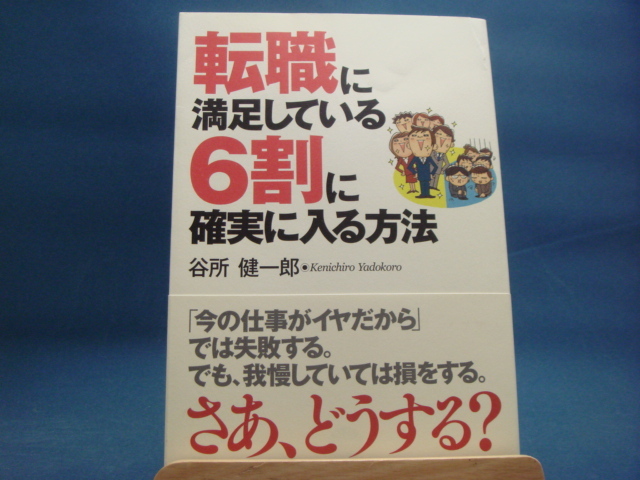 転職に
満足している
6割に
確実に入る方法
谷所 健一郎●Kenichiro Yadokoro
「今の仕事がイヤだから」
では失敗する。
でも、我慢していては損をする。
さあ、どうする?